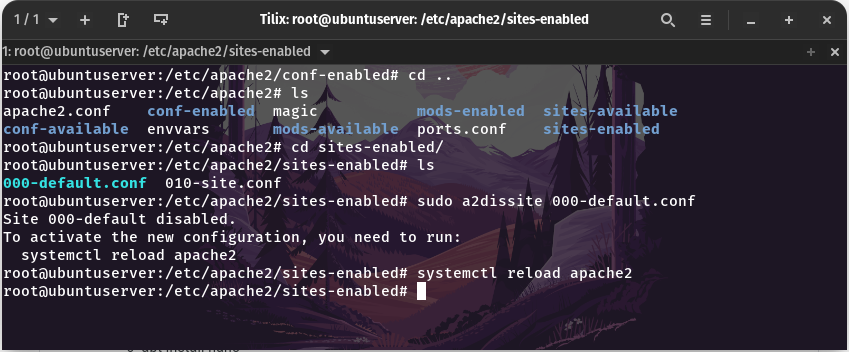 1 / 1
Tilix: root@ubuntuserver: /etc/apache2/sites-enabled
1: root@ubuntuserver: /etc/apache2/sites-enabled
root@ubuntuserver:/etc/apache2/conf-enabled# cd ..
root@ubuntuserver:/etc/apache2# ls
apache2.conf conf-enabled magic mods-enabled sites-available
conf-available envvars mods-available ports.conf sites-enabled
root@ubuntuserver:/etc/apache2# cd sites-enabled/
root@ubuntuserver:/etc/apache2/sites-enabled# ls
000-default.conf 010-site.conf
root@ubuntuserver:/etc/apache2/sites-enabled# sudo a2dissite 000-default.conf
Site 000-default disabled.
To activate the new configuration, you need to run:
systemctl reload apache2
root@ubuntuserver:/etc/apache2/sites-enabled# systemctl reload apache2
root@ubuntuserver:/etc/apache2/sites-enabled#